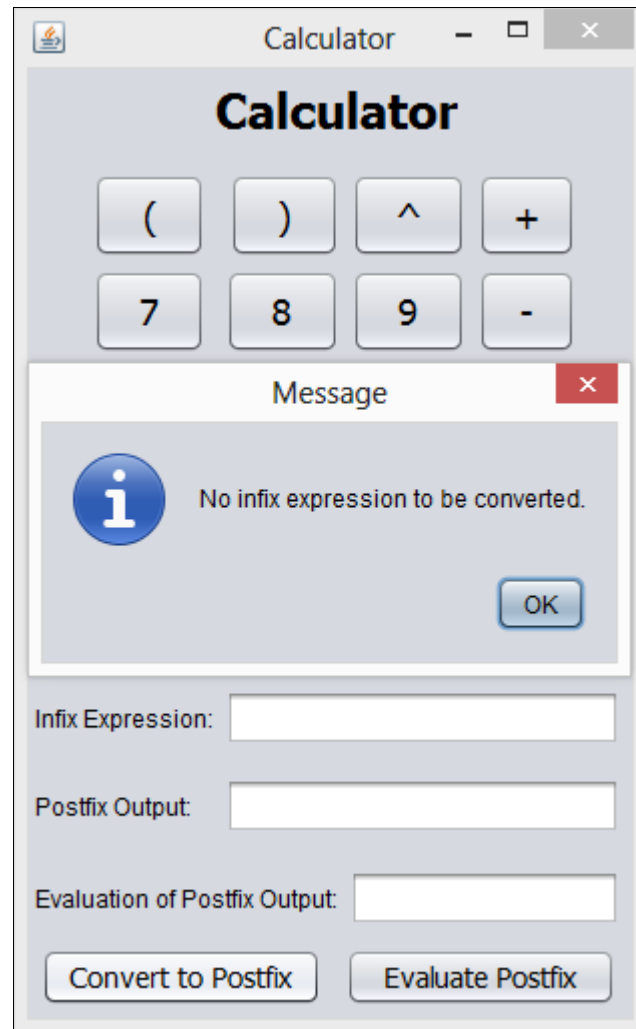 Calculator
Calculator
( ) ^ +
7 8 9 -
Message
No infix expression to be converted.
OK
Infix Expression:
Postfix Output:
Evaluation of Postfix Output:
Convert to Postfix Evaluate Postfix